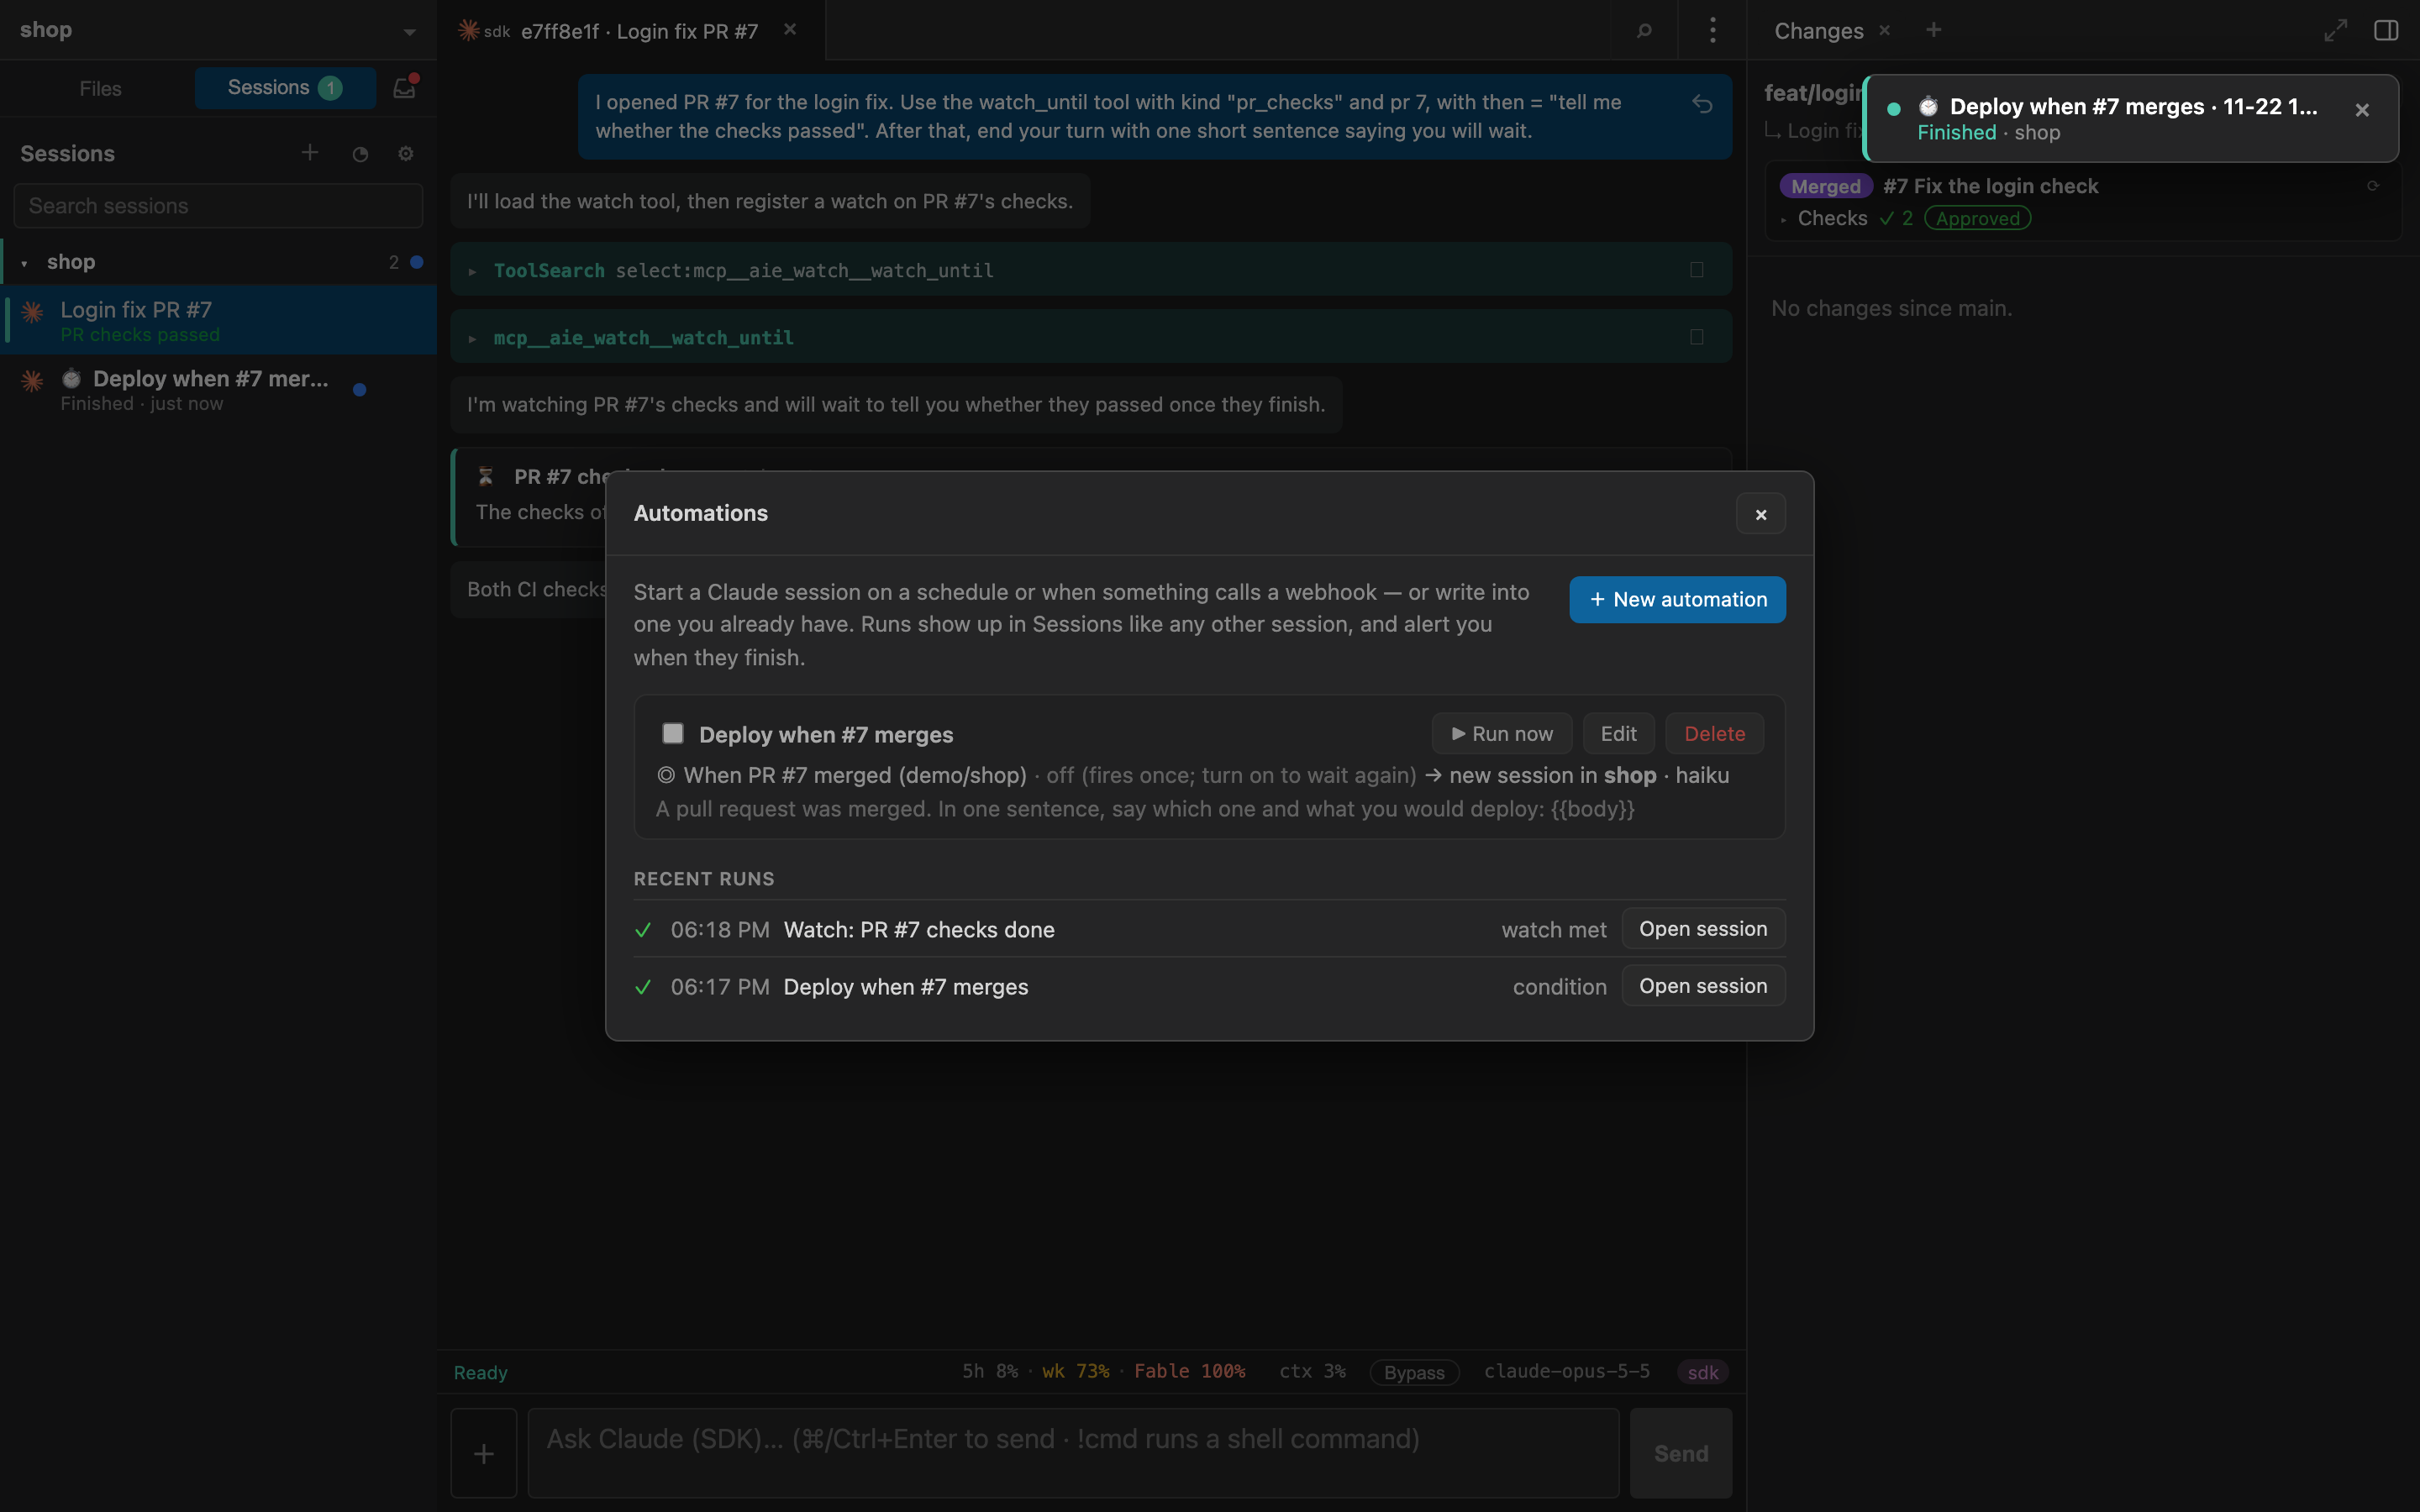 shop
Files
Sessions 1
Sessions
Search sessions
shop
2
Login fix PR #7
PR checks passed
Deploy when #7 mer...
Finished · just now
sdk e7ff8e1f · Login fix PR #7
I opened PR #7 for the login fix. Use the watch_until tool with kind "pr_checks" and pr 7, with then = "tell me
whether the checks passed". After that, end your turn with one short sentence saying you will wait.
I'll load the watch tool, then register a watch on PR #7's checks.
ToolSearch select:mcp__aie_watch__watch_until
mcp__aie_watch__watch_until
I'm watching PR #7's checks and will wait to tell you whether they passed once they finish.
PR #7
The checks
Both CI checks
Automations
Start a Claude session on a schedule or when something calls a webhook — or write into
one you already have. Runs show up in Sessions like any other session, and alert you
when they finish.
+ New automation
Deploy when #7 merges
Run now
Edit
Delete
When PR #7 merged (demo/shop) · off (fires once; turn on to wait again) → new session in shop · haiku
A pull request was merged. In one sentence, say which one and what you would deploy: {{body}}
RECENT RUNS
✓ 06:18 PM Watch: PR #7 checks done watch met Open session
✓ 06:17 PM Deploy when #7 merges condition Open session
Ready
5h 8% · wk 73% · Fable 100% ctx 3% Bypass claude-opus-5-5 sdk
Ask Claude (SDK)... (⌘/Ctrl+Enter to send · !cmd runs a shell command)
Send
Changes
Deploy when #7 merges · 11-22 1...
Finished · shop
Merged #7 Fix the login check
Checks ✓ 2 Approved
No changes since main.